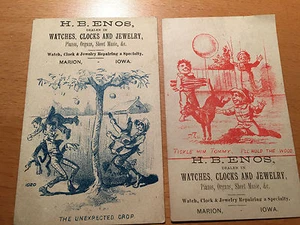 H. B. ENOS,
DEALER IN
WATCHES, CLOCKS AND JEWELRY,
Pianos, Organs, Sheet Music, &c.
Watch, Clock & Jewelry Repairing a Specialty.
MARION, - IOWA.
1020
THE UNEXPECTED CROP.
TICKLE HIM TOMMY, I'LL HOLD THE HOSE
H. B. ENOS,
DEALER IN
WATCHES, CLOCKS AND JEWELRY,
Pianos, Organs, Sheet Music, &c.
Watch, Clock & Jewelry Repairing a Specialty.
MARION, IOWA.